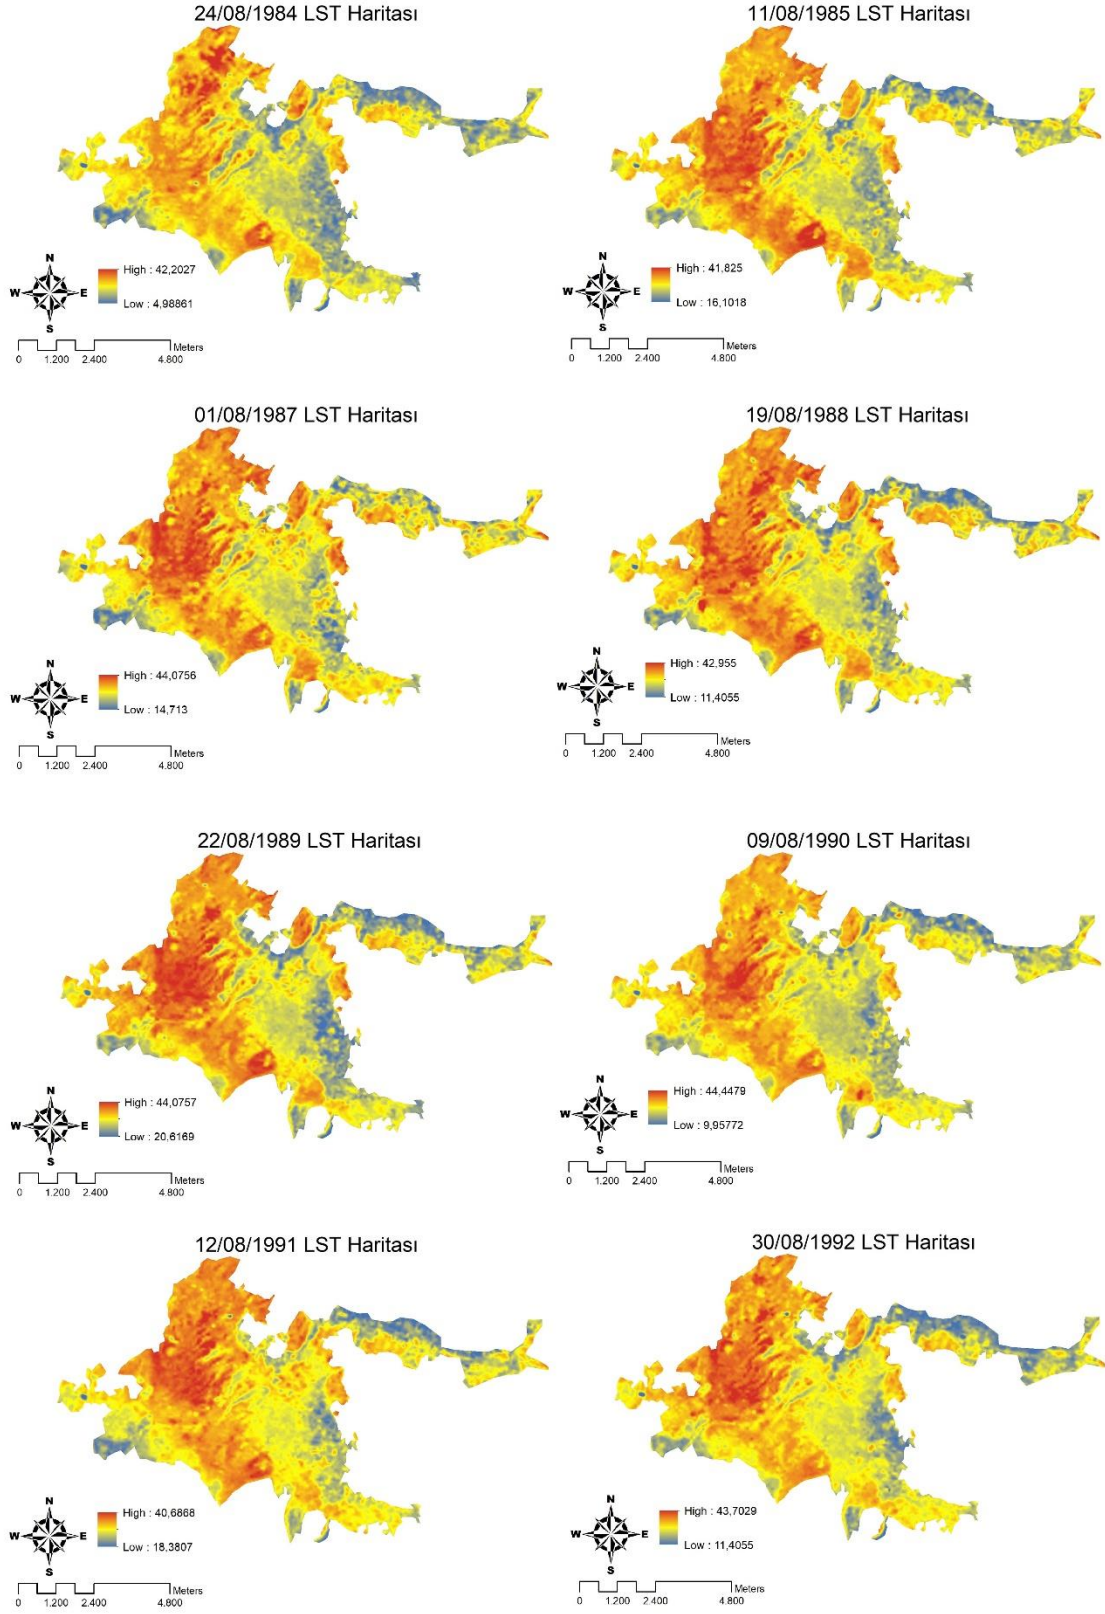 24/08/1984 LST Haritası
N
W
E
S
High : 42,2027
Low : 4,98861
Meters
0 1.200 2.400 4.800
11/08/1985 LST Haritası
N
W
E
S
High : 41,825
Low : 16,1018
Meters
0 1.200 2.400 4.800
01/08/1987 LST Haritası
N
W
E
S
High : 44,0756
Low : 14,713
Meters
0 1.200 2.400 4.800
19/08/1988 LST Haritası
N
W
E
S
High : 42,955
Low : 11,4055
Meters
0 1.200 2.400 4.800
22/08/1989 LST Haritası
N
W
E
S
High : 44,0757
Low : 20,6169
Meters
0 1.200 2.400 4.800
09/08/1990 LST Haritası
N
W
E
S
High : 44,4479
Low : 9,95772
Meters
0 1.200 2.400 4.800
12/08/1991 LST Haritası
N
W
E
S
High : 40,6868
Low : 18,3807
Meters
0 1.200 2.400 4.800
30/08/1992 LST Haritası
N
W
E
S
High : 43,7029
Low : 11,4055
Meters
0 1.200 2.400 4.800